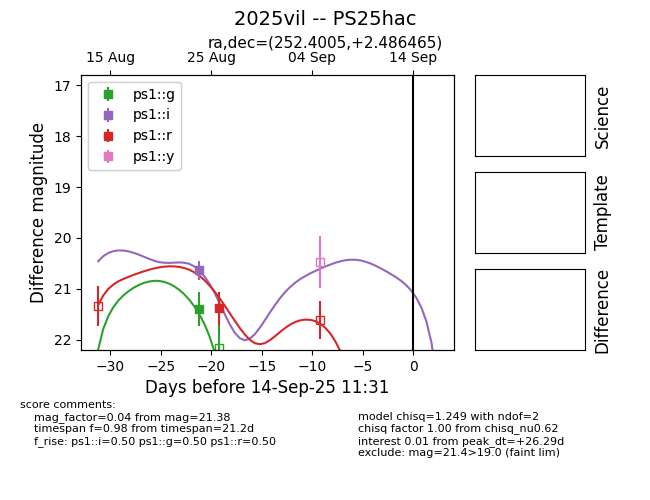 2025vil -- PS25hac
ra,dec=(252.4005,+2.486465)
15 Aug 25 Aug 04 Sep 14 Sep
17
18
19
20
21
22
Difference magnitude
ps1::g
ps1::i
ps1::r
ps1::y
−30 −25 −20 −15 −10 −5 0
Days before 14-Sep-25 11:31
Science
Template
Difference
score comments:
mag_factor=0.04 from mag=21.38
timespan f=0.98 from timespan=21.2d
f_rise: ps1::i=0.50 ps1::g=0.50 ps1::r=0.50
model chisq=1.249 with ndof=2
chisq factor 1.00 from chisq_nu0.62
interest 0.01 from peak_dt=+26.29d
exclude: mag=21.4>19.0 (faint lim)